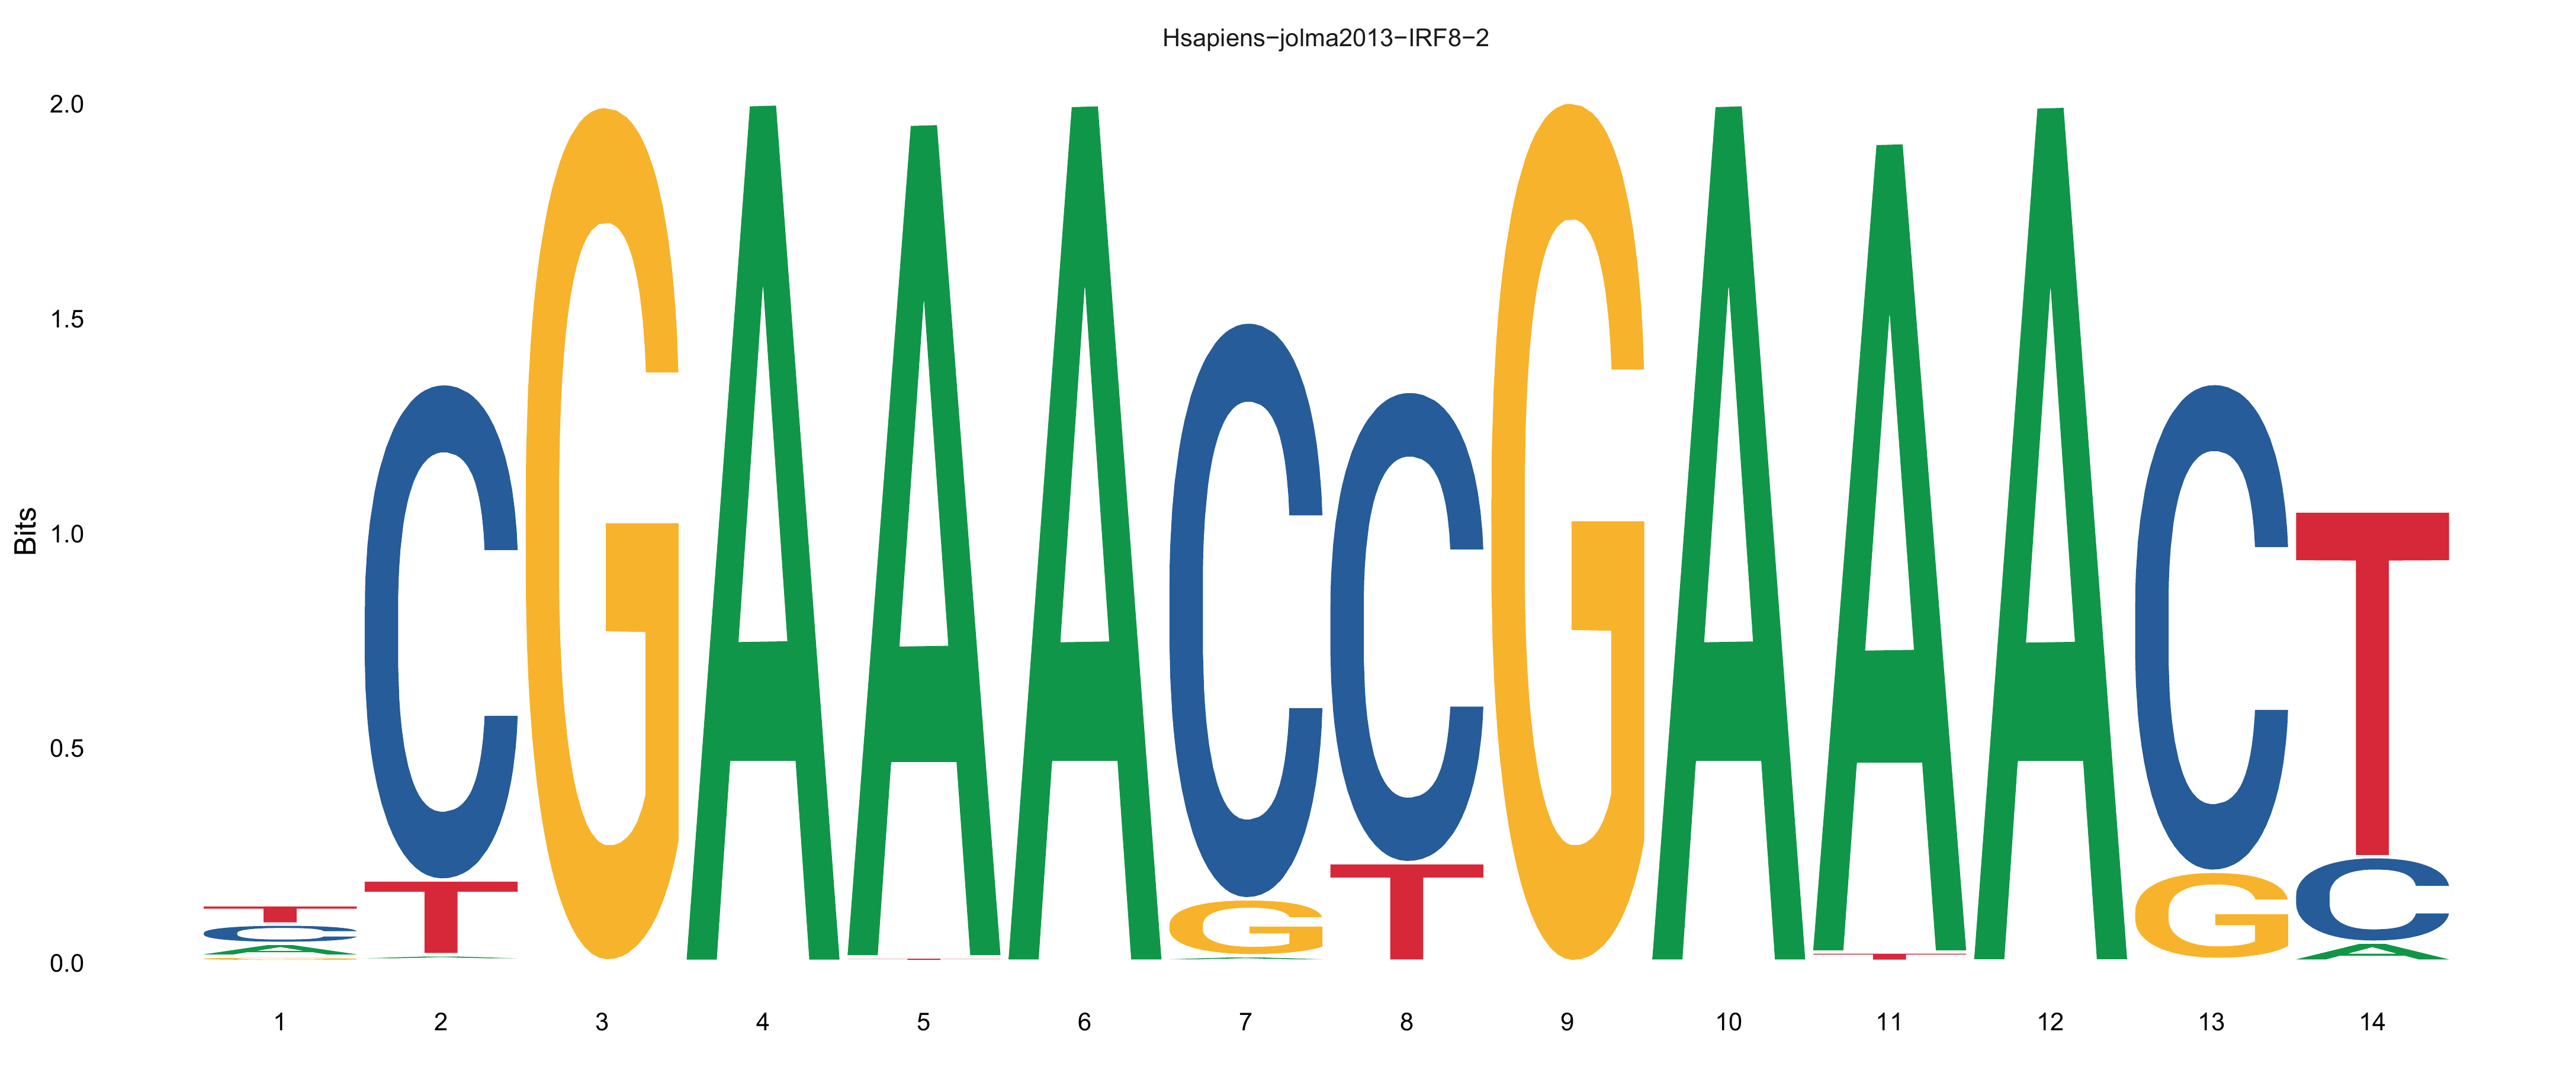 Hsapiens−jolma2013−IRF8−2
2.0
1.5
1.0
0.5
0.0
Bits
T C A G
C T A
G
A
A T
A
C G A
C T
G
A
A T
A
C G
T C A
1 2 3 4 5 6 7 8 9 10 11 12 13 14